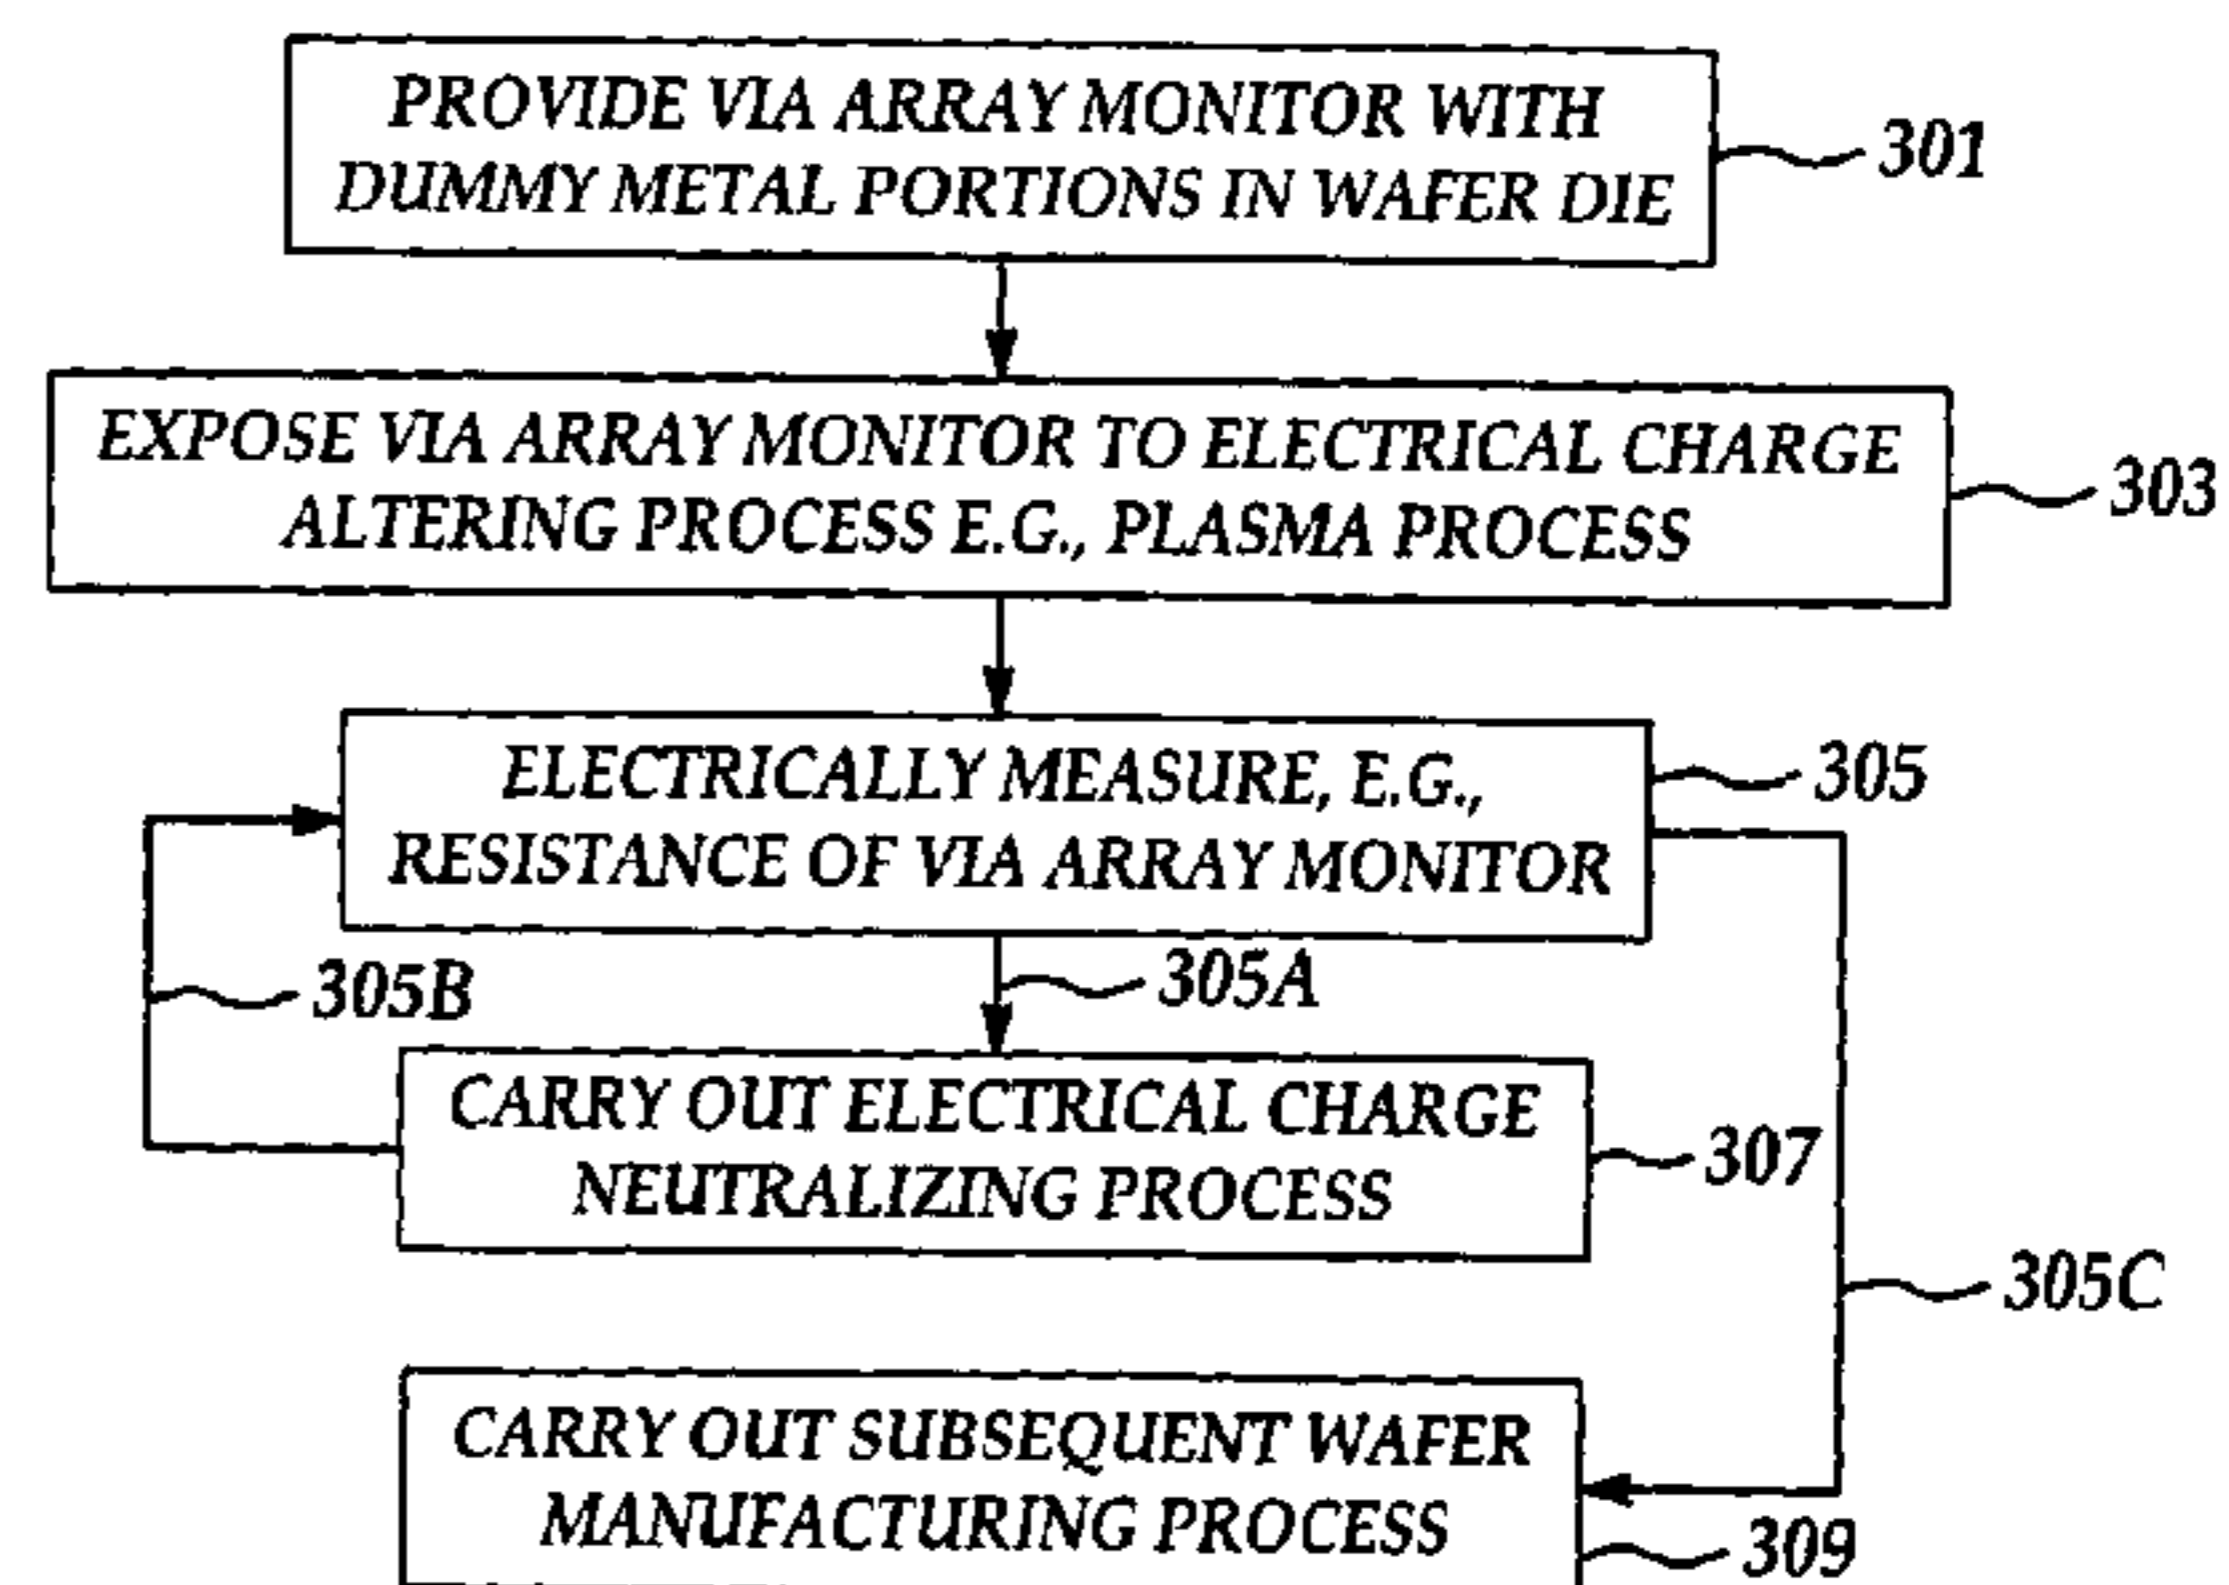 PROVIDE VIA ARRAY MONITOR WITH
DUMMY METAL PORTIONS IN WAFER DIE
301
EXPOSE VIA ARRAY MONITOR TO ELECTRICAL CHARGE
ALTERING PROCESS E.G., PLASMA PROCESS
303
ELECTRICALLY MEASURE, E.G.,
RESISTANCE OF VIA ARRAY MONITOR
305
305B
305A
CARRY OUT ELECTRICAL CHARGE
NEUTRALIZING PROCESS
307
305C
CARRY OUT SUBSEQUENT WAFER
MANUFACTURING PROCESS
309